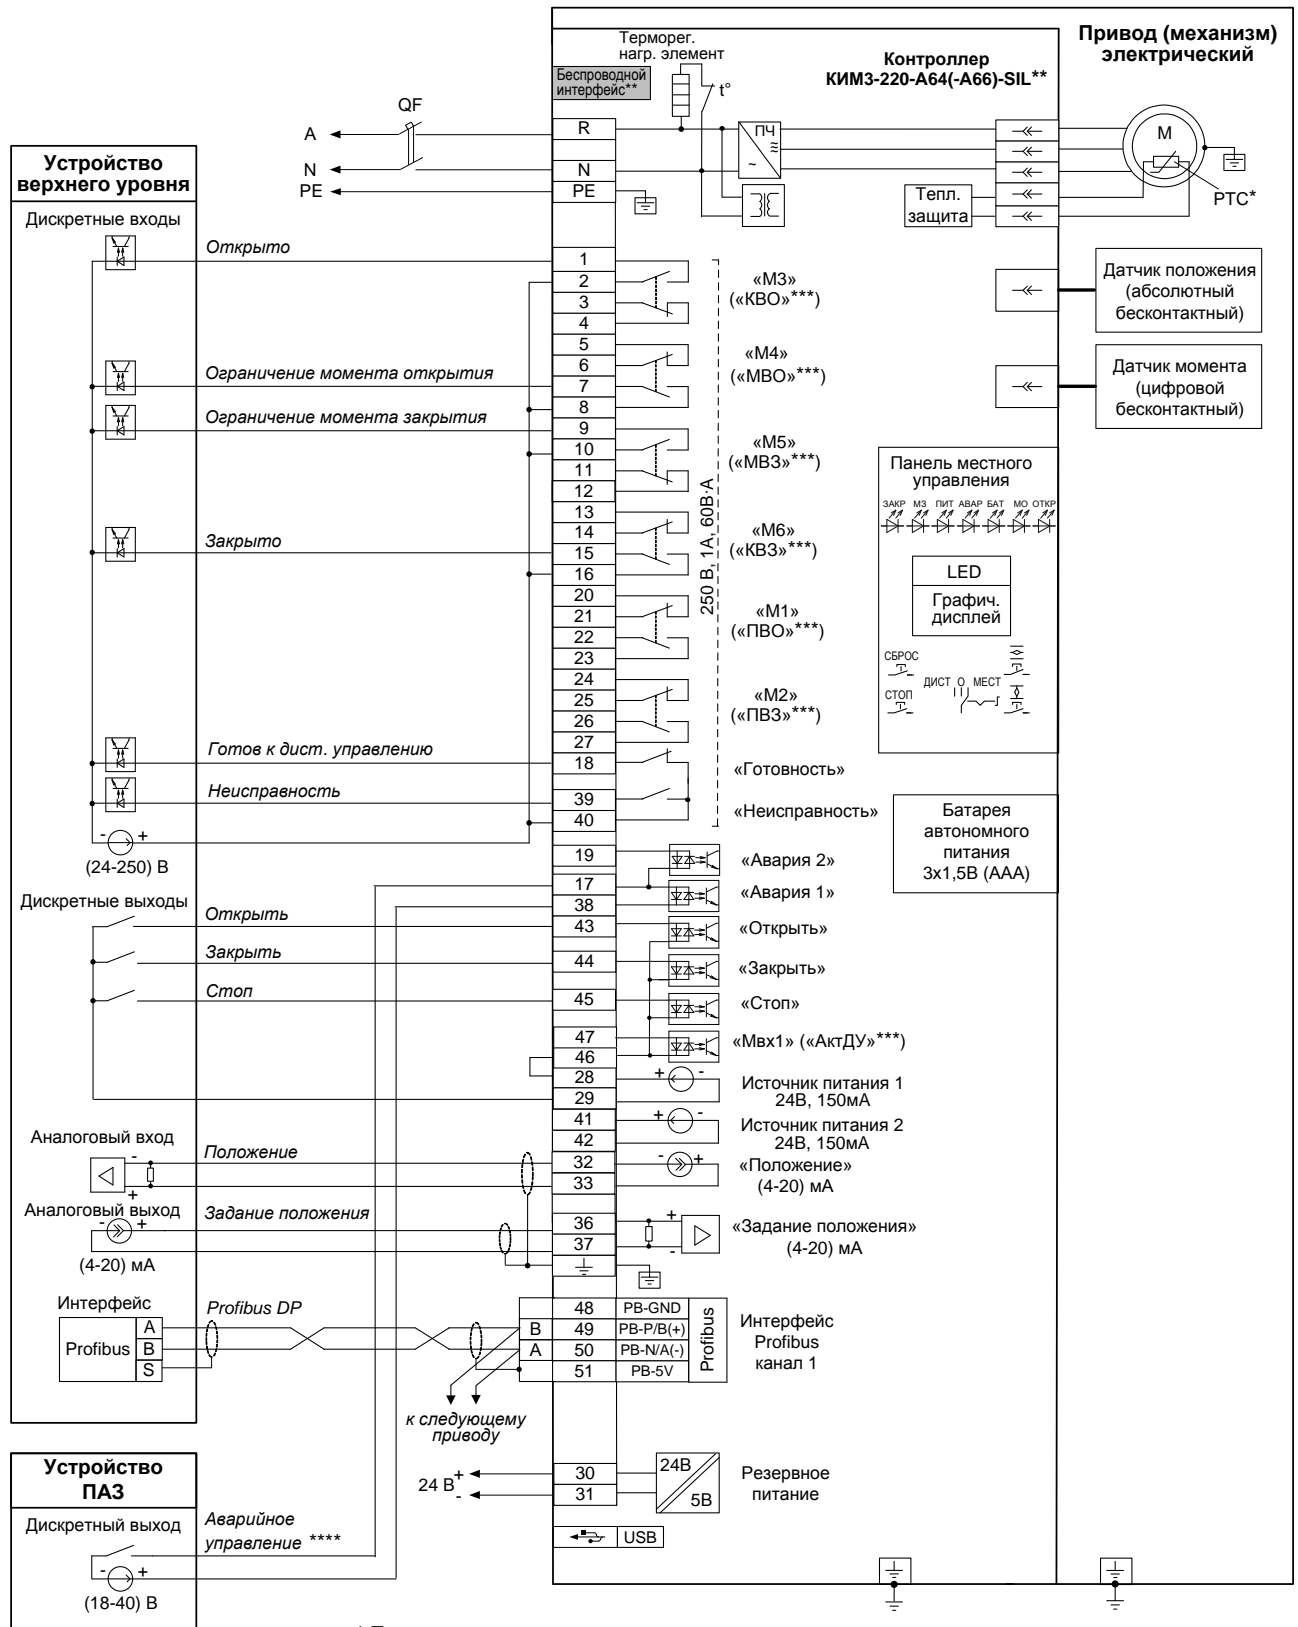 Привод (механизм)
электрический
Контроллер
КИМ3-220-А64(-А66)-SIL**
Терморег.
нагр. элемент
t°
Беспроводной
интерфейс**
QF
A
N
PE
R
N
PE
ПЧ
≈
~
M
PTC*
Тепл.
защита
Устройство
верхнего уровня
Дискретные входы
Открыто
Ограничение момента открытия
Ограничение момента закрытия
Закрыто
Готов к дист. управлению
Неисправность
- +
(24-250) В
1
2
3
4
5
6
7
8
9
10
11
12
13
14
15
16
20
21
22
23
24
25
26
27
18
39
40
«М3»
(«КВО»***)
«М4»
(«МВО»***)
«М5»
(«МВЗ»***)
«М6»
(«КВЗ»***)
«М1»
(«ПВО»***)
«М2»
(«ПВЗ»***)
«Готовность»
«Неисправность»
250 В, 1А, 60В·А
Датчик положения
(абсолютный
бесконтактный)
Датчик момента
(цифровой
бесконтактный)
Панель местного
управления
ЗАКР МЗ ПИТ АВАР БАТ МО ОТКР
LED
Графич.
дисплей
СБРОС
СТОП
ДИСТ О МЕСТ
Батарея
автономного
питания
3х1,5В (ААА)
Дискретные выходы
Открыть
Закрыть
Стоп
19
17
38
43
44
45
47
46
28
29
41
42
32
33
36
37
«Авария 2»
«Авария 1»
«Открыть»
«Закрыть»
«Стоп»
«Мвх1» («АктДУ»***)
+ -
Источник питания 1
24В, 150мА
+ -
Источник питания 2
24В, 150мА
- +
«Положение»
(4-20) мА
+
-
«Задание положения»
(4-20) мА
Аналоговый вход
-
+
Положение
Аналоговый выход
- +
(4-20) мА
Задание положения
Интерфейс
Profibus
A
B
S
Profibus DP
B
A
48 PB-GND
49 PB-P/B(+)
50 PB-N/A(-)
51 PB-5V
Profibus
Интерфейс
Profibus
канал 1
к следующему
приводу
24 В
+
-
30
31
24В
5В
Резервное
питание
USB
Устройство
ПАЗ
Дискретный выход
Аварийное
управление ****
- +
(18-40) В